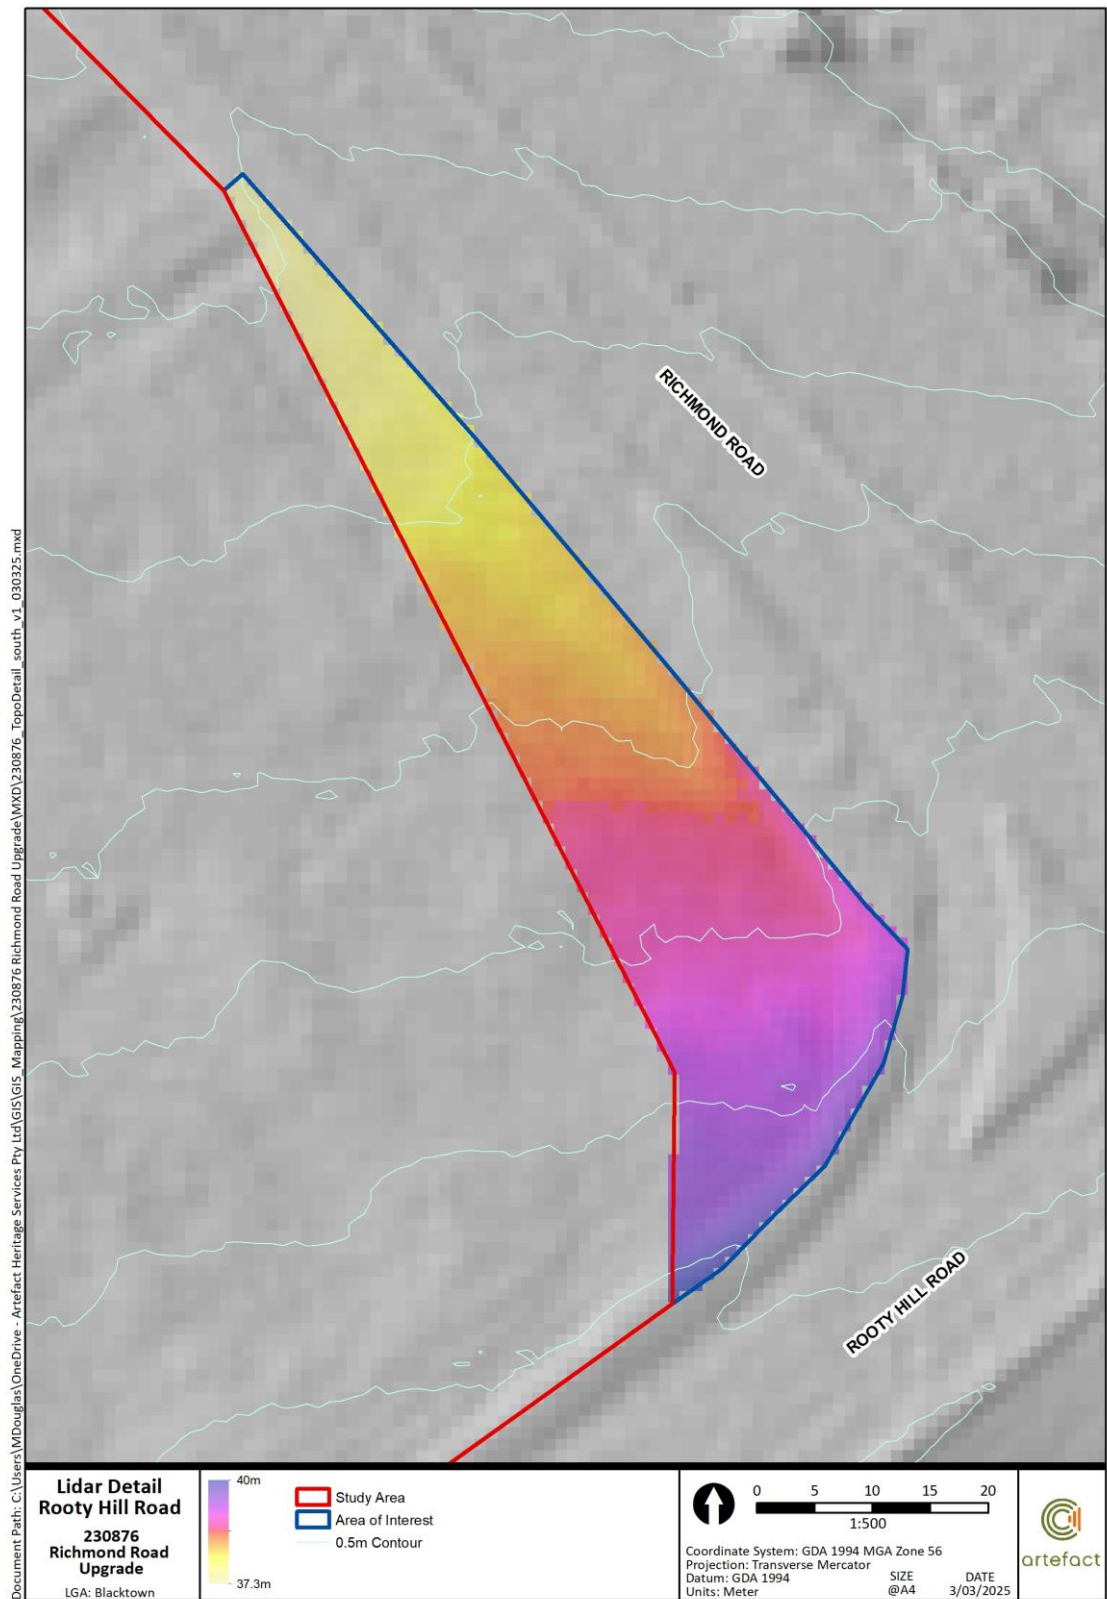 RICHMOND ROAD
ROOTY HILL ROAD
Document Path: C:\Users\MDouglas\OneDrive - Artefact Heritage Services Pty Ltd\GIS\GIS_Mapping\230876 Richmond Road Upgrade\MXD\230876_TopoDetail_south_v1_030325.mxd
Lidar Detail
Rooty Hill Road
230876
Richmond Road
Upgrade
LGA: Blacktown
40m
37.3m
Study Area
Area of Interest
0.5m Contour
0 5 10 15 20
1:500
Coordinate System: GDA 1994 MGA Zone 56
Projection: Transverse Mercator
Datum: GDA 1994
Units: Meter
SIZE
@A4
DATE
3/03/2025
artefact